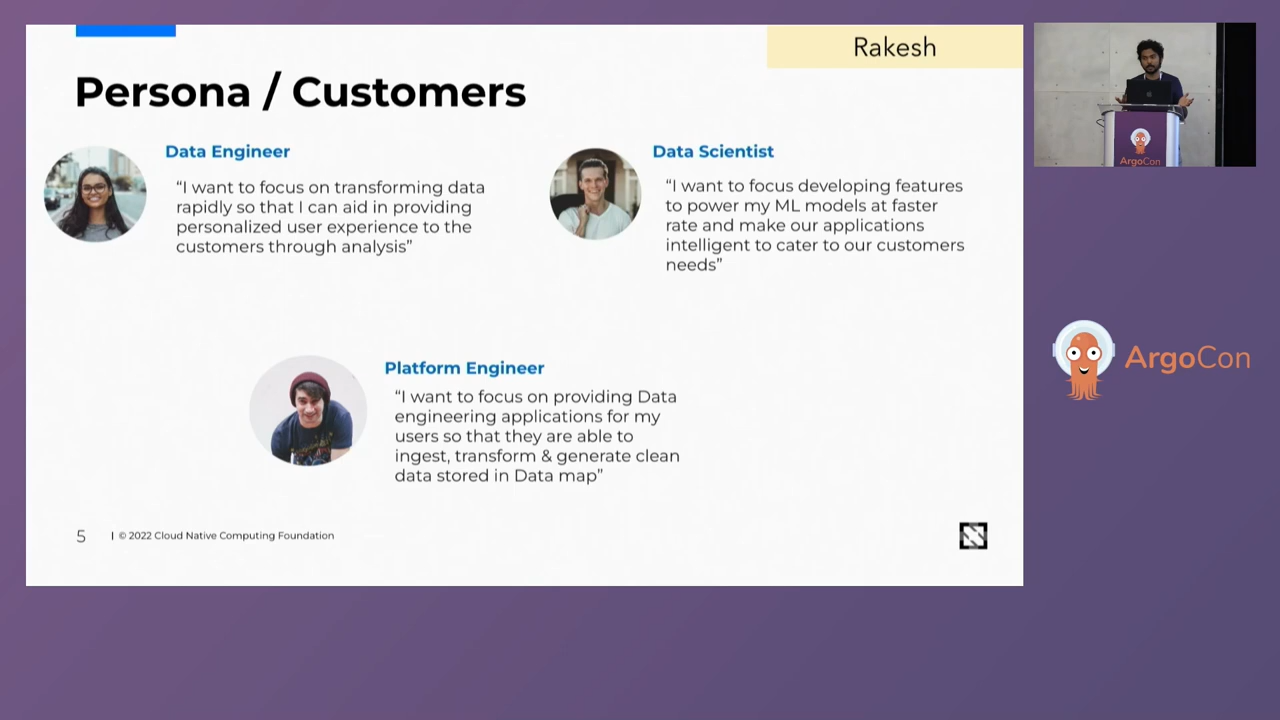 Rakesh
Persona / Customers
Data Engineer
“I want to focus on transforming data
rapidly so that I can aid in providing
personalized user experience to the
customers through analysis”
Data Scientist
“I want to focus developing features
to power my ML models at faster
rate and make our applications
intelligent to cater to our customers
needs”
Platform Engineer
“I want to focus on providing Data
engineering applications for my
users so that they are able to
ingest, transform & generate clean
data stored in Data map”
5 | © 2022 Cloud Native Computing Foundation
ArgoCon
ArgoCon